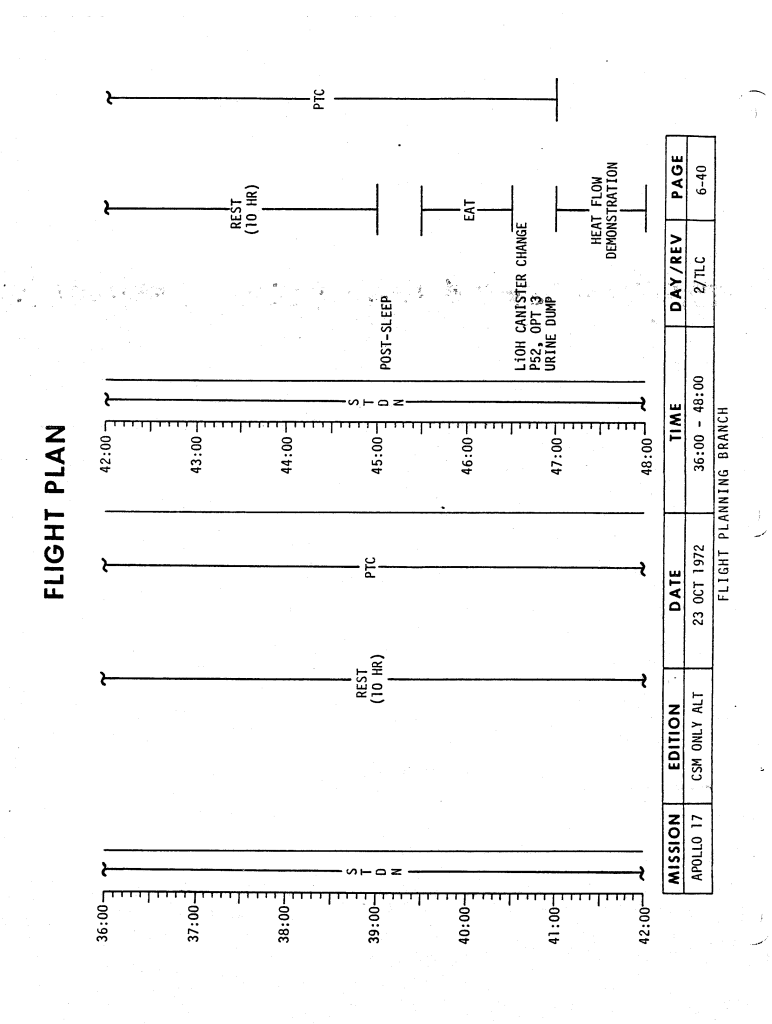 FLIGHT PLAN
36:00
37:00
38:00
39:00
40:00
41:00
42:00
STDN
REST
(10 HR)
PTC
42:00
43:00
44:00
45:00
46:00
47:00
48:00
STDN
POST-SLEEP
LiOH CANISTER CHANGE
P52, OPT 3
URINE DUMP
REST
(10 HR)
EAT
HEAT FLOW
DEMONSTRATION
PTC
MISSION EDITION DATE TIME DAY/REV PAGE
APOLLO 17 CSM ONLY ALT 23 OCT 1972 36:00 - 48:00 2/TLC 6-40
FLIGHT PLANNING BRANCH